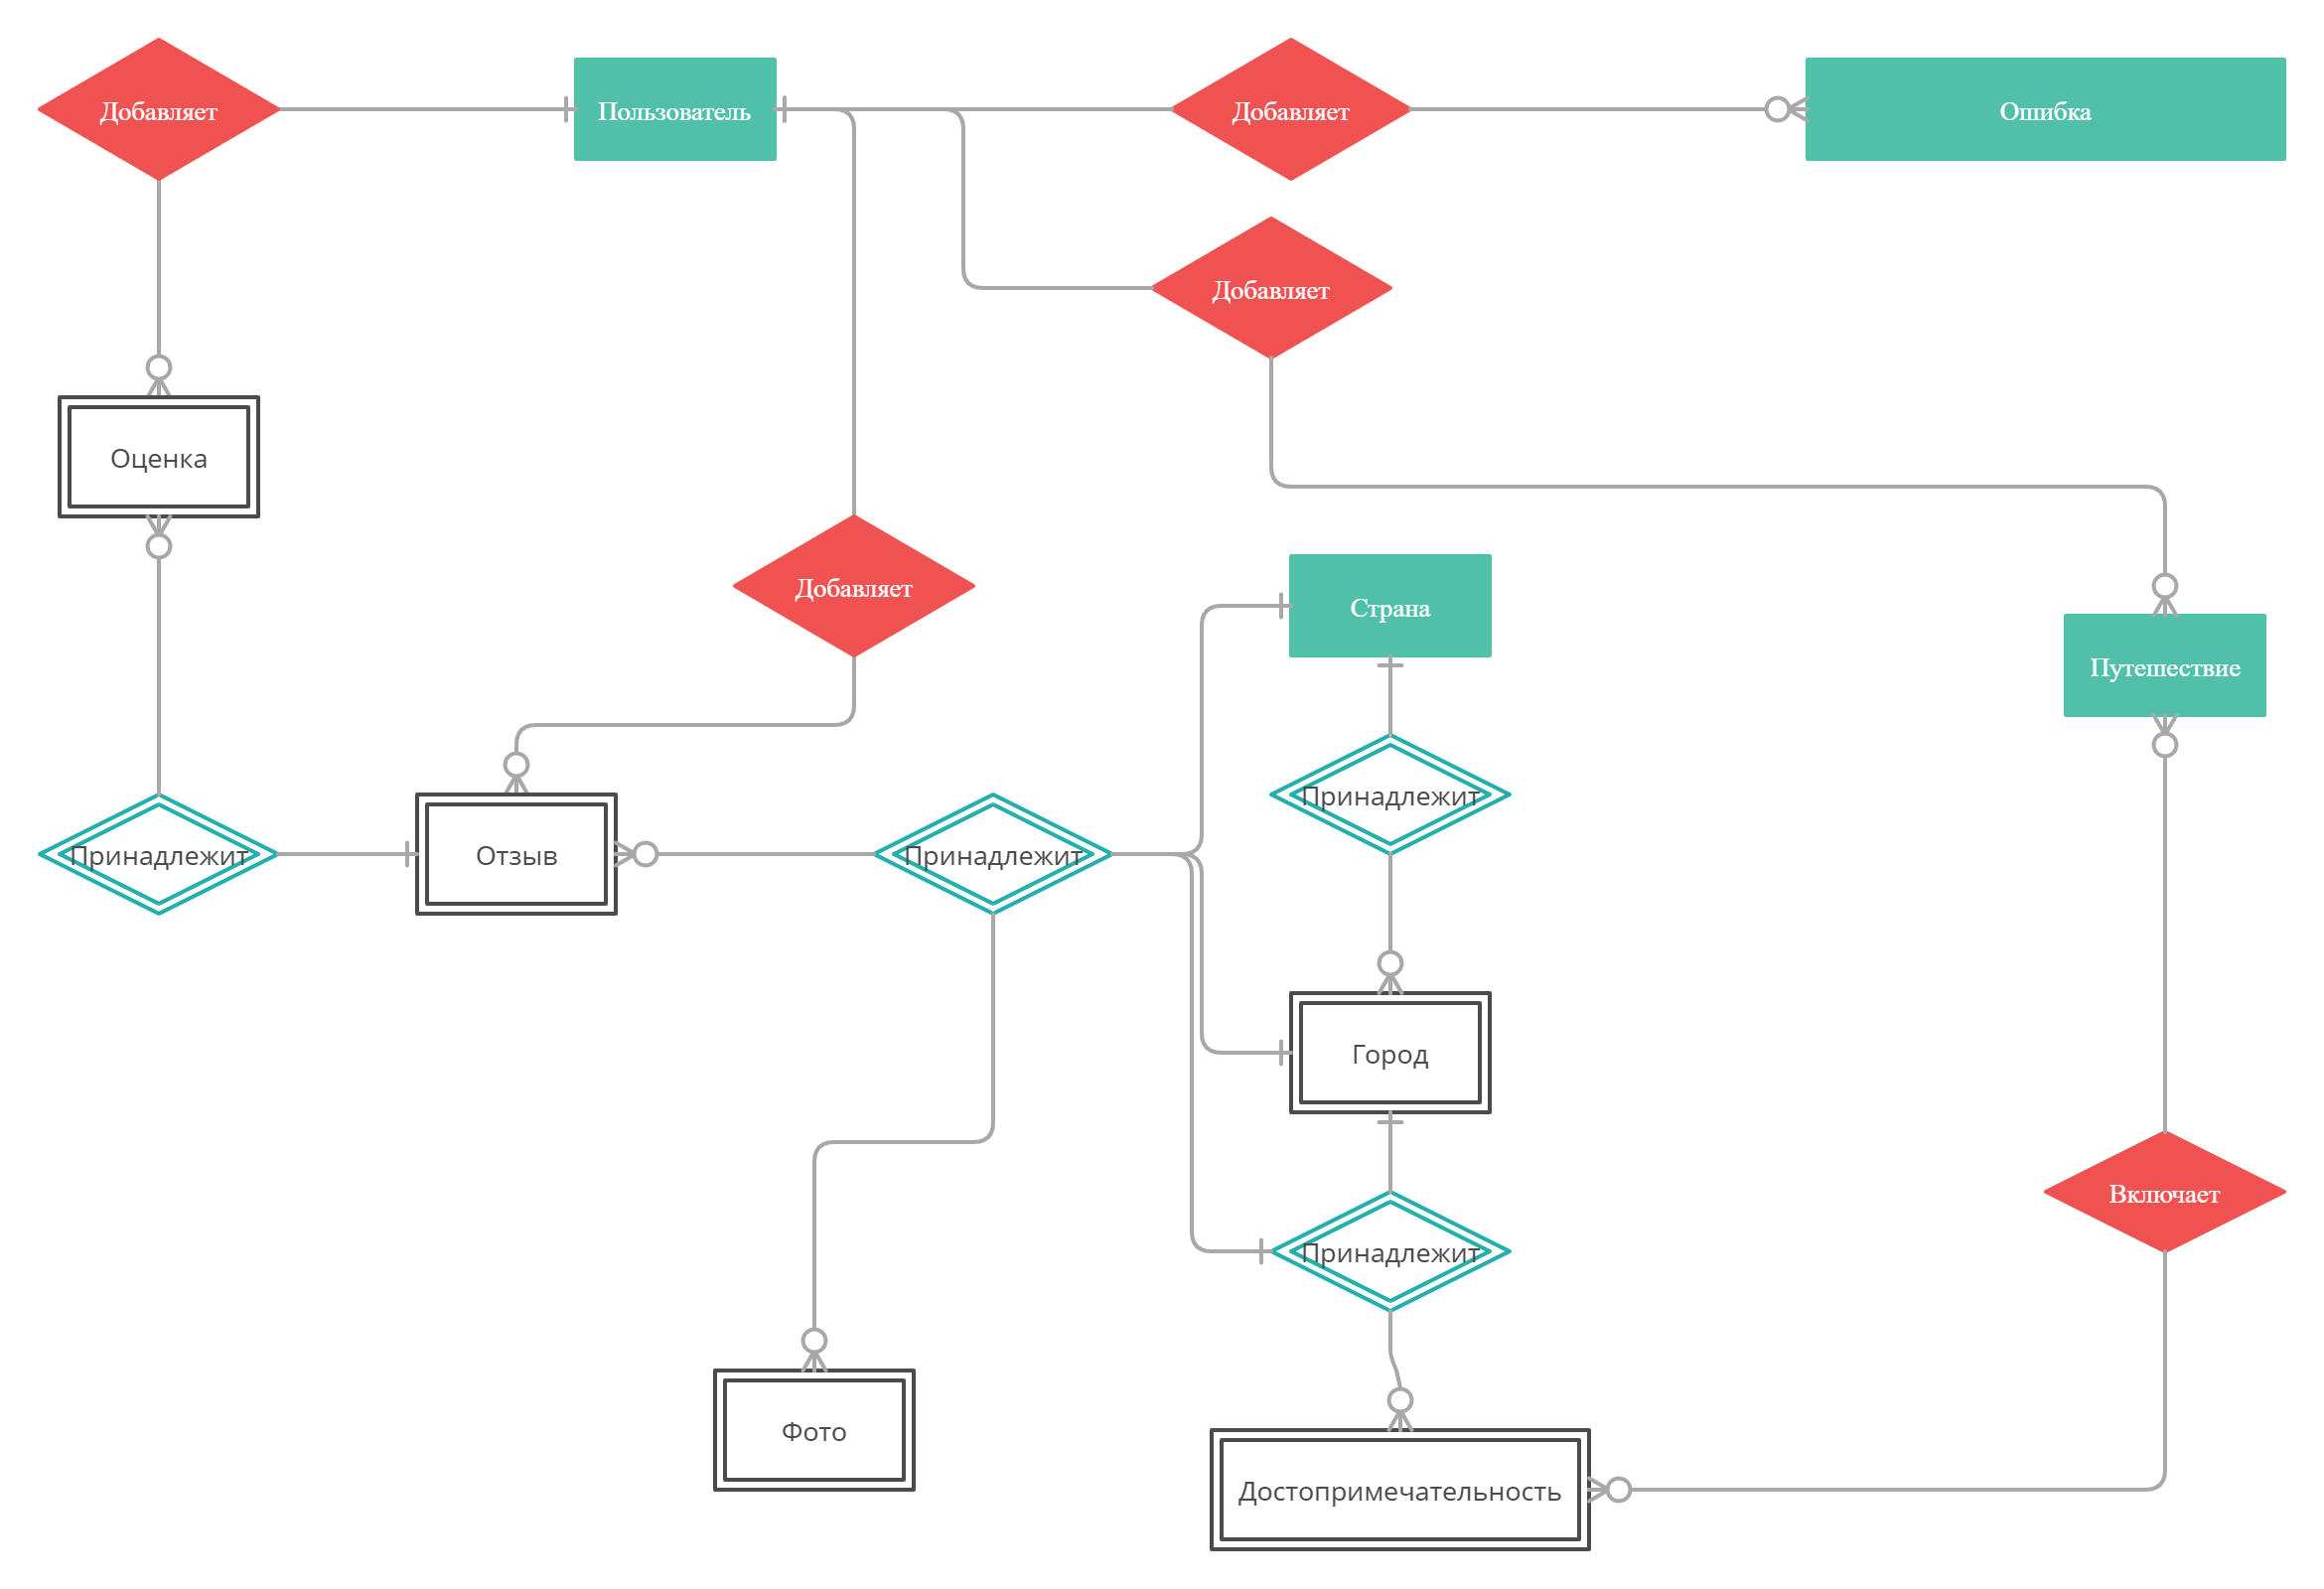 Добавляет
Пользователь
Добавляет
Ошибка
Добавляет
Оценка
Добавляет
Страна
Путешествие
Принадлежит
Принадлежит
Отзыв
Принадлежит
Город
Включает
Принадлежит
Фото
Достопримечательность